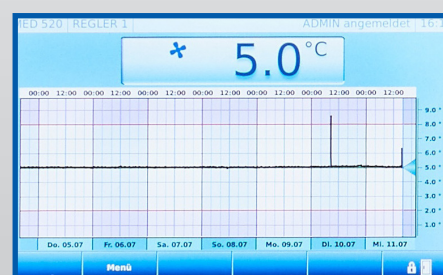 MED 520 | REGLER 1 | ADMIN angemeldet | 16:1
5.0 °C
00:00 12:00 00:00 12:00 00:00 12:00 00:00 12:00 00:00 12:00 00:00 12:00 00:00 12:00
9.0 °
8.0 °
7.0 °
6.0 °
5.0 °
4.0 °
3.0 °
2.0 °
1.0 °
Do. 05.07 Fr. 06.07 Sa. 07.07 So. 08.07 Mo. 09.07 Di. 10.07 Mi. 11.07
Menü